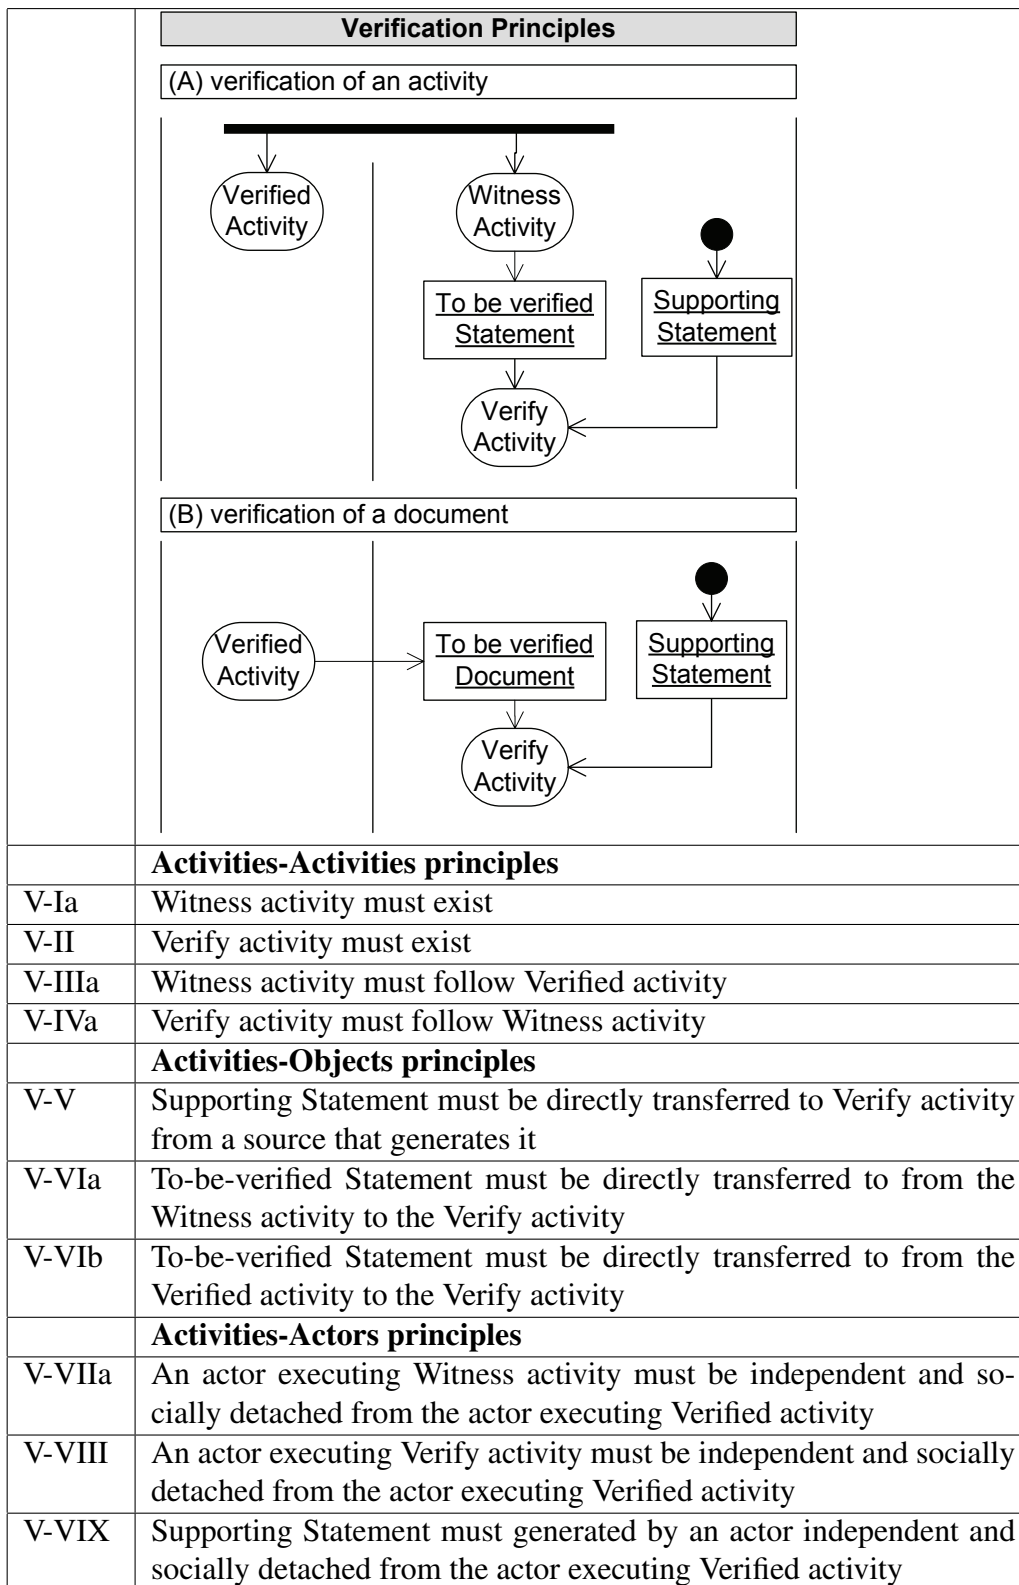 Verification Principles
(A) verification of an activity
Verified
Activity
Witness
Activity
To be verified
Statement
Supporting
Statement
Verify
Activity
(B) verification of a document
Verified
Activity
To be verified
Document
Supporting
Statement
Verify
Activity
Activities-Activities principles
V-Ia Witness activity must exist
V-II Verify activity must exist
V-IIIa Witness activity must follow Verified activity
V-IVa Verify activity must follow Witness activity
Activities-Objects principles
V-V Supporting Statement must be directly transferred to Verify activity
from a source that generates it
V-VIa To-be-verified Statement must be directly transferred to from the
Witness activity to the Verify activity
V-VIb To-be-verified Statement must be directly transferred to from the
Verified activity to the Verify activity
Activities-Actors principles
V-VIIa An actor executing Witness activity must be independent and so-
cially detached from the actor executing Verified activity
V-VIII An actor executing Verify activity must be independent and socially
detached from the actor executing Verified activity
V-VIX Supporting Statement must generated by an actor independent and
socially detached from the actor executing Verified activity